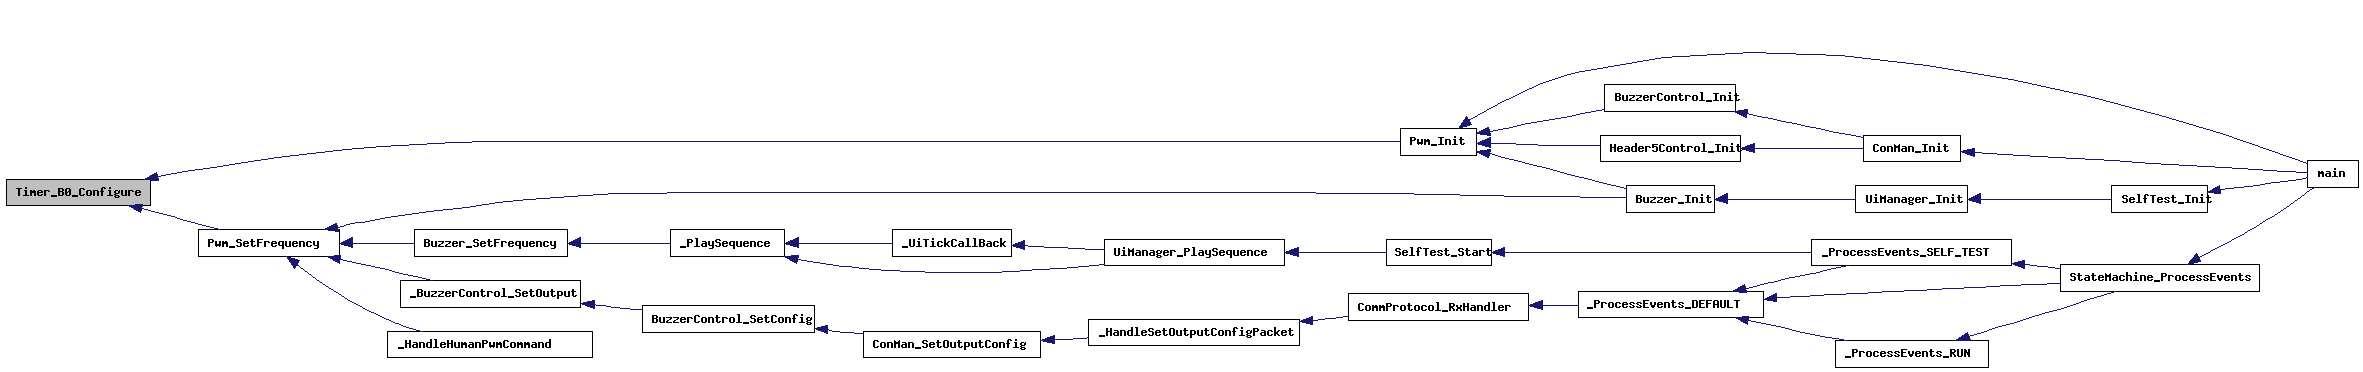 BuzzerControl_Init
Pwm_Init
Header5Control_Init
ConMan_Init
main
Timer_B0_Configure
Buzzer_Init
UiManager_Init
SelfTest_Init
Pwm_SetFrequency
Buzzer_SetFrequency
_PlaySequence
_UiTickCallBack
UiManager_PlaySequence
SelfTest_Start
_ProcessEvents_SELF_TEST
StateMachine_ProcessEvents
_BuzzerControl_SetOutput
BuzzerControl_SetConfig
CommProtocol_RxHandler
_ProcessEvents_DEFAULT
_HandleHumanPwmCommand
ConMan_SetOutputConfig
_HandleSetOutputConfigPacket
_ProcessEvents_RUN